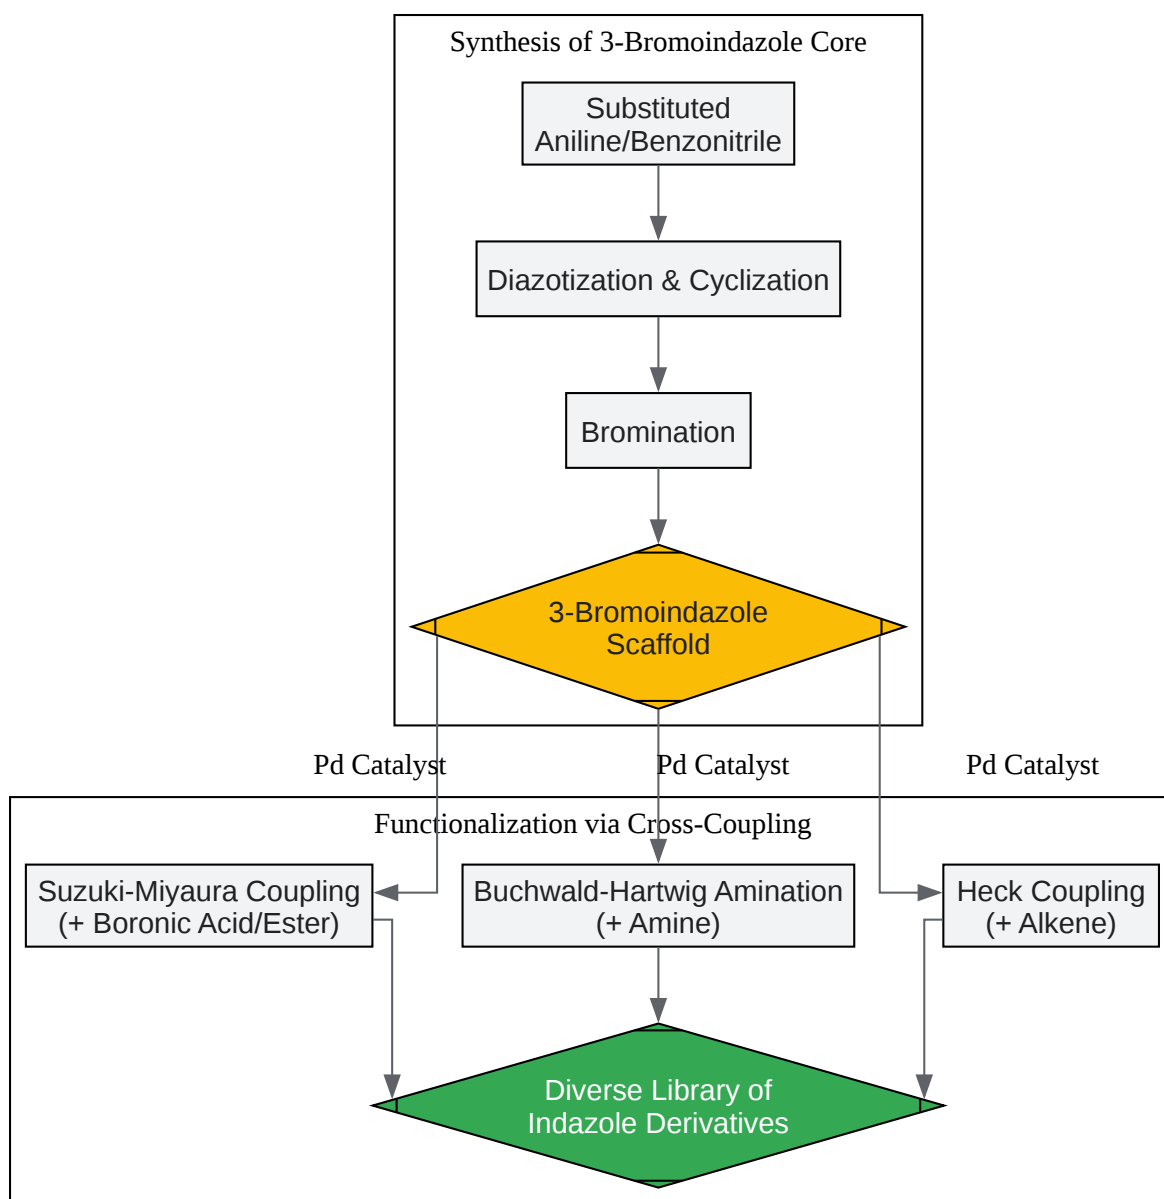 Synthesis of 3-Bromoindazole Core
Substituted
Aniline/Benzonitrile
Diazotization & Cyclization
Bromination
3-Bromoindazole
Scaffold
Pd Catalyst
Pd Catalyst
Pd Catalyst
Functionalization via Cross-Coupling
Suzuki-Miyaura Coupling
(+ Boronic Acid/Ester)
Buchwald-Hartwig Amination
(+ Amine)
Heck Coupling
(+ Alkene)
Diverse Library of
Indazole Derivatives